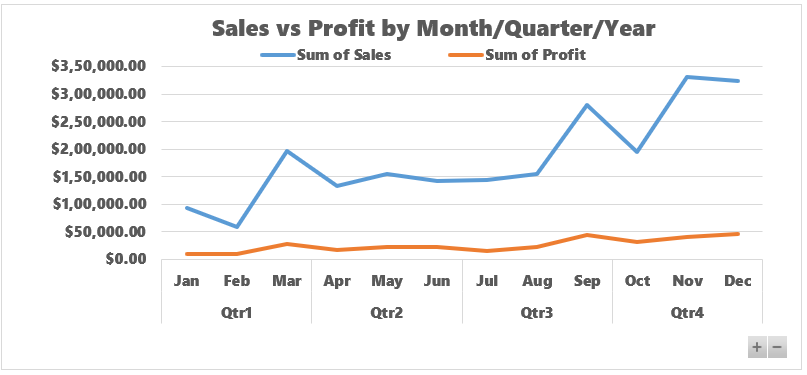 Sales vs Profit by Month/Quarter/Year
Sum of Sales Sum of Profit
$3,50,000.00
$3,00,000.00
$2,50,000.00
$2,00,000.00
$1,50,000.00
$1,00,000.00
$50,000.00
$0.00
Jan Feb Mar Apr May Jun Jul Aug Sep Oct Nov Dec
Qtr1 Qtr2 Qtr3 Qtr4
+ −